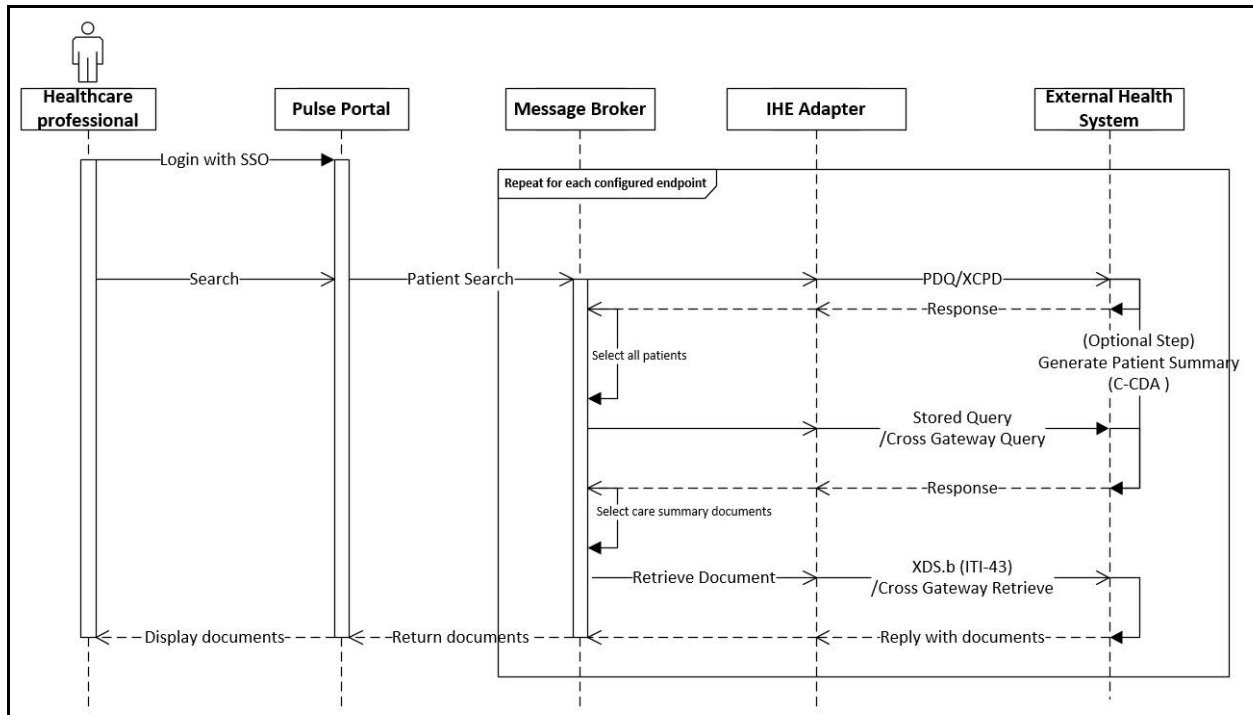 Healthcare
professional
Pulse Portal
Message Broker
IHE Adapter
External Health
System
Login with SSO
Repeat for each configured endpoint
Search
Patient Search
PDQ/XCPD
Response
Select all patients
(Optional Step)
Generate Patient Summary
(C-CDA )
Stored Query
/Cross Gateway Query
Response
Select care summary documents
Retrieve Document
XDS.b (ITI-43)
/Cross Gateway Retrieve
Display documents
Return documents
Reply with documents